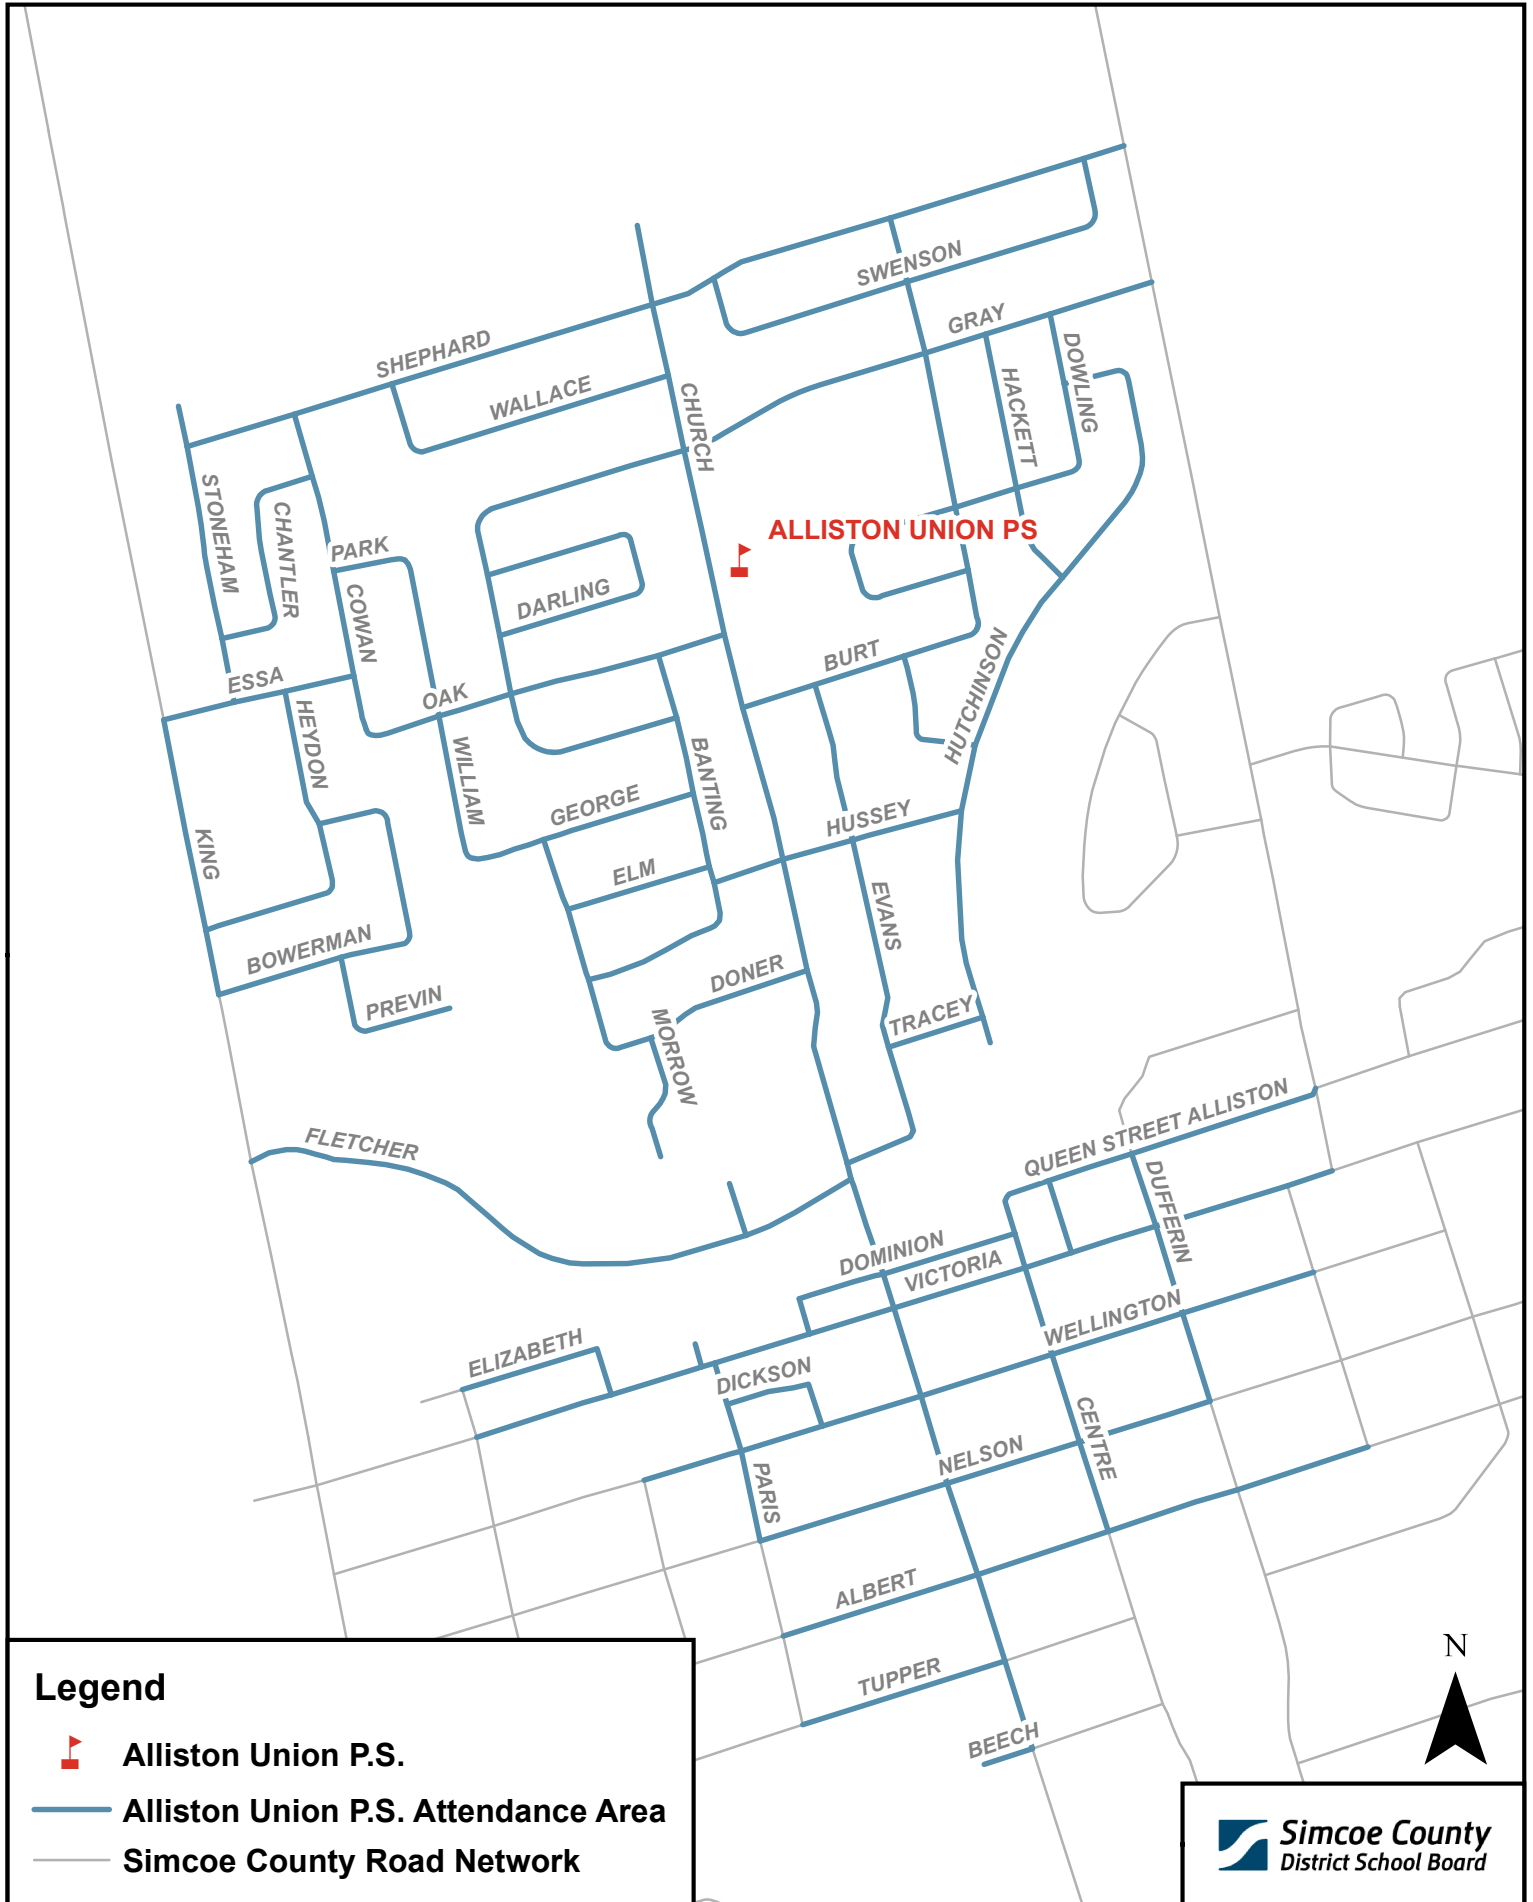 SWENSON
GRAY
SHEPHARD
DOWLING
WALLACE
HACKETT
CHURCH
STONEHAM
CHANTLER
ALLISTON UNION PS
PARK
DARLING
COWAN
BURT
HUTCHINSON
ESSA
OAK
HEYDON
WILLIAM
BANTING
GEORGE
HUSSEY
KING
ELM
EVANS
BOWERMAN
DONER
PREVIN
MORROW
TRACEY
QUEEN STREET ALLISTON
FLETCHER
DUFFERIN
DOMINION
VICTORIA
WELLINGTON
ELIZABETH
DICKSON
CENTRE
NELSON
PARIS
ALBERT
TUPPER
BEECH
N
Legend
Alliston Union P.S.
Alliston Union P.S. Attendance Area
Simcoe County Road Network
Simcoe County
District School Board